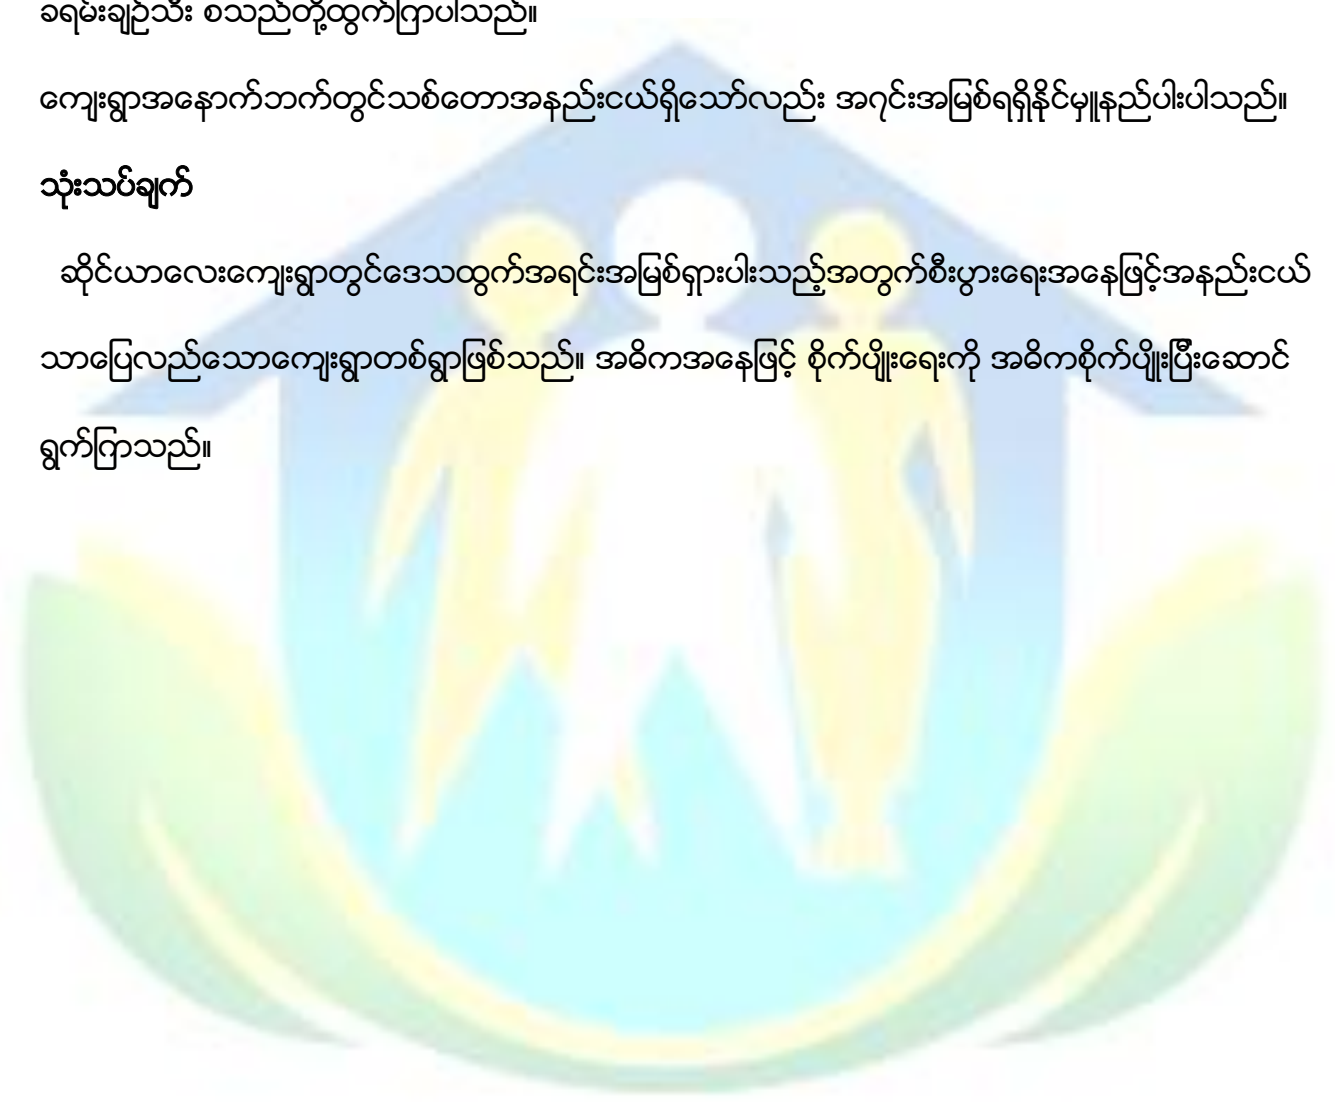 ခရမ်းချဉ်သီး စသည်တို့ထွက်ကြာပါသည်။
ကျေးရွာအနောက်ဘက်တွင်သစ်တောအနည်းငယ်ရှိသော်လည်း အ၇င်းအမြစ်ရရှိနိုင်မှူနည်ပါးပါသည်။
သုံးသပ်ချက်
ဆိုင်ယာလေးကျေးရွာတွင်ဒေသထွက်အရင်းအမြစ်ရှားပါးသည့်အတွက်စီးပွားရေးအနေဖြင့်အနည်းငယ်
သာပြေလည်သောကျေးရွာတစ်ရွာဖြစ်သည်။ အဓိကအနေဖြင့် စိုက်ပျိုးရေးကို အဓိကစိုက်ပျိုးပြီးဆောင်
ရွက်ကြာသည်။